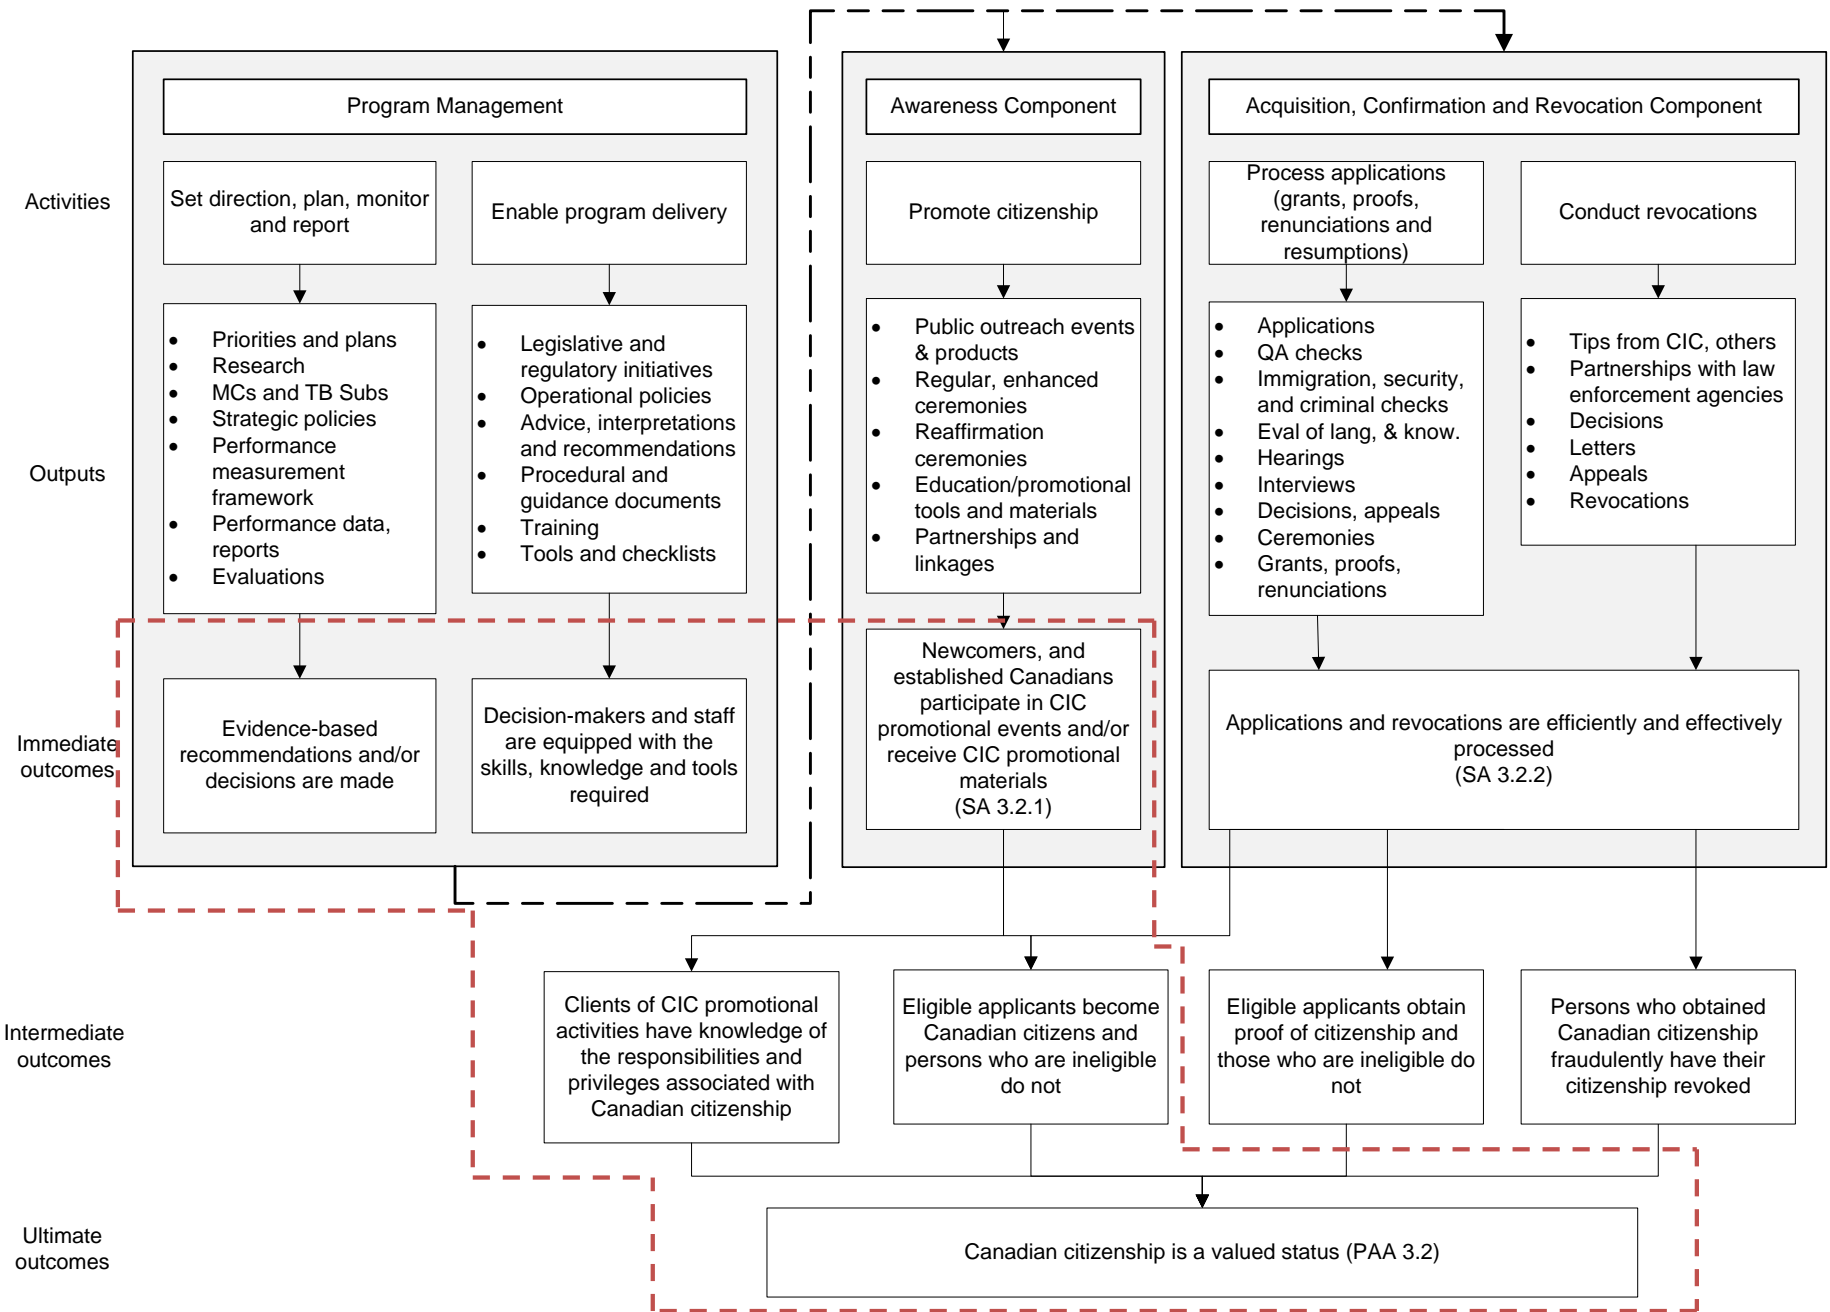 Program Management
Awareness Component
Acquisition, Confirmation and Revocation Component
Activities
Set direction, plan, monitor
and report
Enable program delivery
Promote citizenship
Process applications
(grants, proofs,
renunciations and
resumptions)
Conduct revocations
Outputs
• Priorities and plans
• Research
• MCs and TB Subs
• Strategic policies
• Performance
measurement
framework
• Performance data,
reports
• Evaluations
• Legislative and
regulatory initiatives
• Operational policies
• Advice, interpretations
and recommendations
• Procedural and
guidance documents
• Training
• Tools and checklists
• Public outreach events
& products
• Regular, enhanced
ceremonies
• Reaffirmation
ceremonies
• Education/promotional
tools and materials
• Partnerships and
linkages
• Applications
• QA checks
• Immigration, security,
and criminal checks
• Eval of lang, & know.
• Hearings
• Interviews
• Decisions, appeals
• Ceremonies
• Grants, proofs,
renunciations
• Tips from CIC, others
• Partnerships with law
enforcement agencies
• Decisions
• Letters
• Appeals
• Revocations
Immediate
outcomes
Evidence-based
recommendations and/or
decisions are made
Decision-makers and staff
are equipped with the
skills, knowledge and tools
required
Newcomers, and
established Canadians
participate in CIC
promotional events and/or
receive CIC promotional
materials
(SA 3.2.1)
Applications and revocations are efficiently and effectively
processed
(SA 3.2.2)
Intermediate
outcomes
Clients of CIC promotional
activities have knowledge of
the responsibilities and
privileges associated with
Canadian citizenship
Eligible applicants become
Canadian citizens and
persons who are ineligible
do not
Eligible applicants obtain
proof of citizenship and
those who are ineligible do
not
Persons who obtained
Canadian citizenship
fraudulently have their
citizenship revoked
Ultimate
outcomes
Canadian citizenship is a valued status (PAA 3.2)